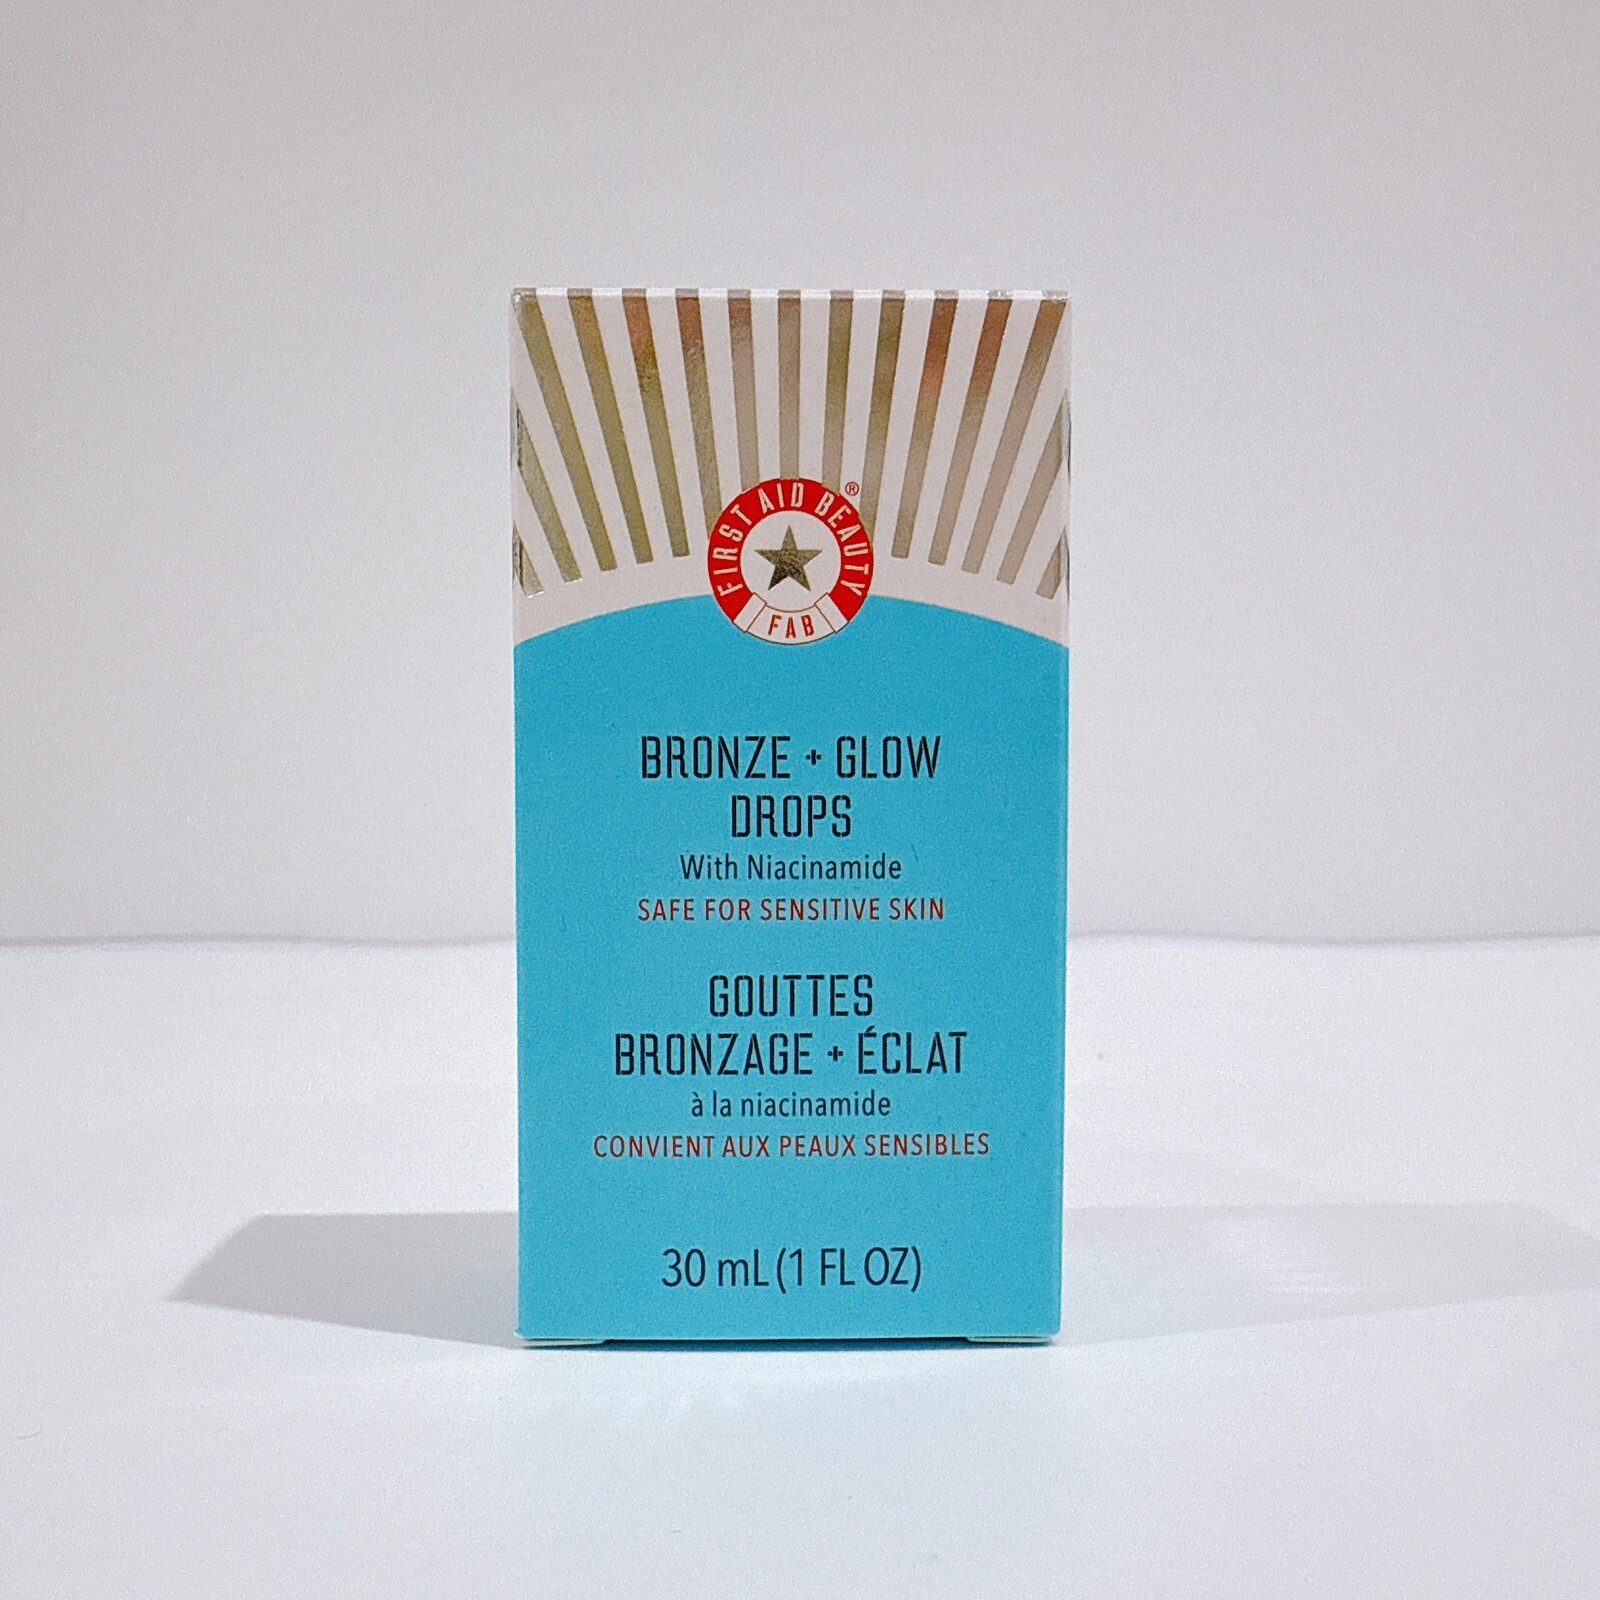 FIRST AID BEAUTY®
FAB
BRONZE + GLOW
DROPS
With Niacinamide
SAFE FOR SENSITIVE SKIN
GOUTTES
BRONZAGE + ÉCLAT
à la niacinamide
CONVIENT AUX PEAUX SENSIBLES
30 mL (1 FL OZ)